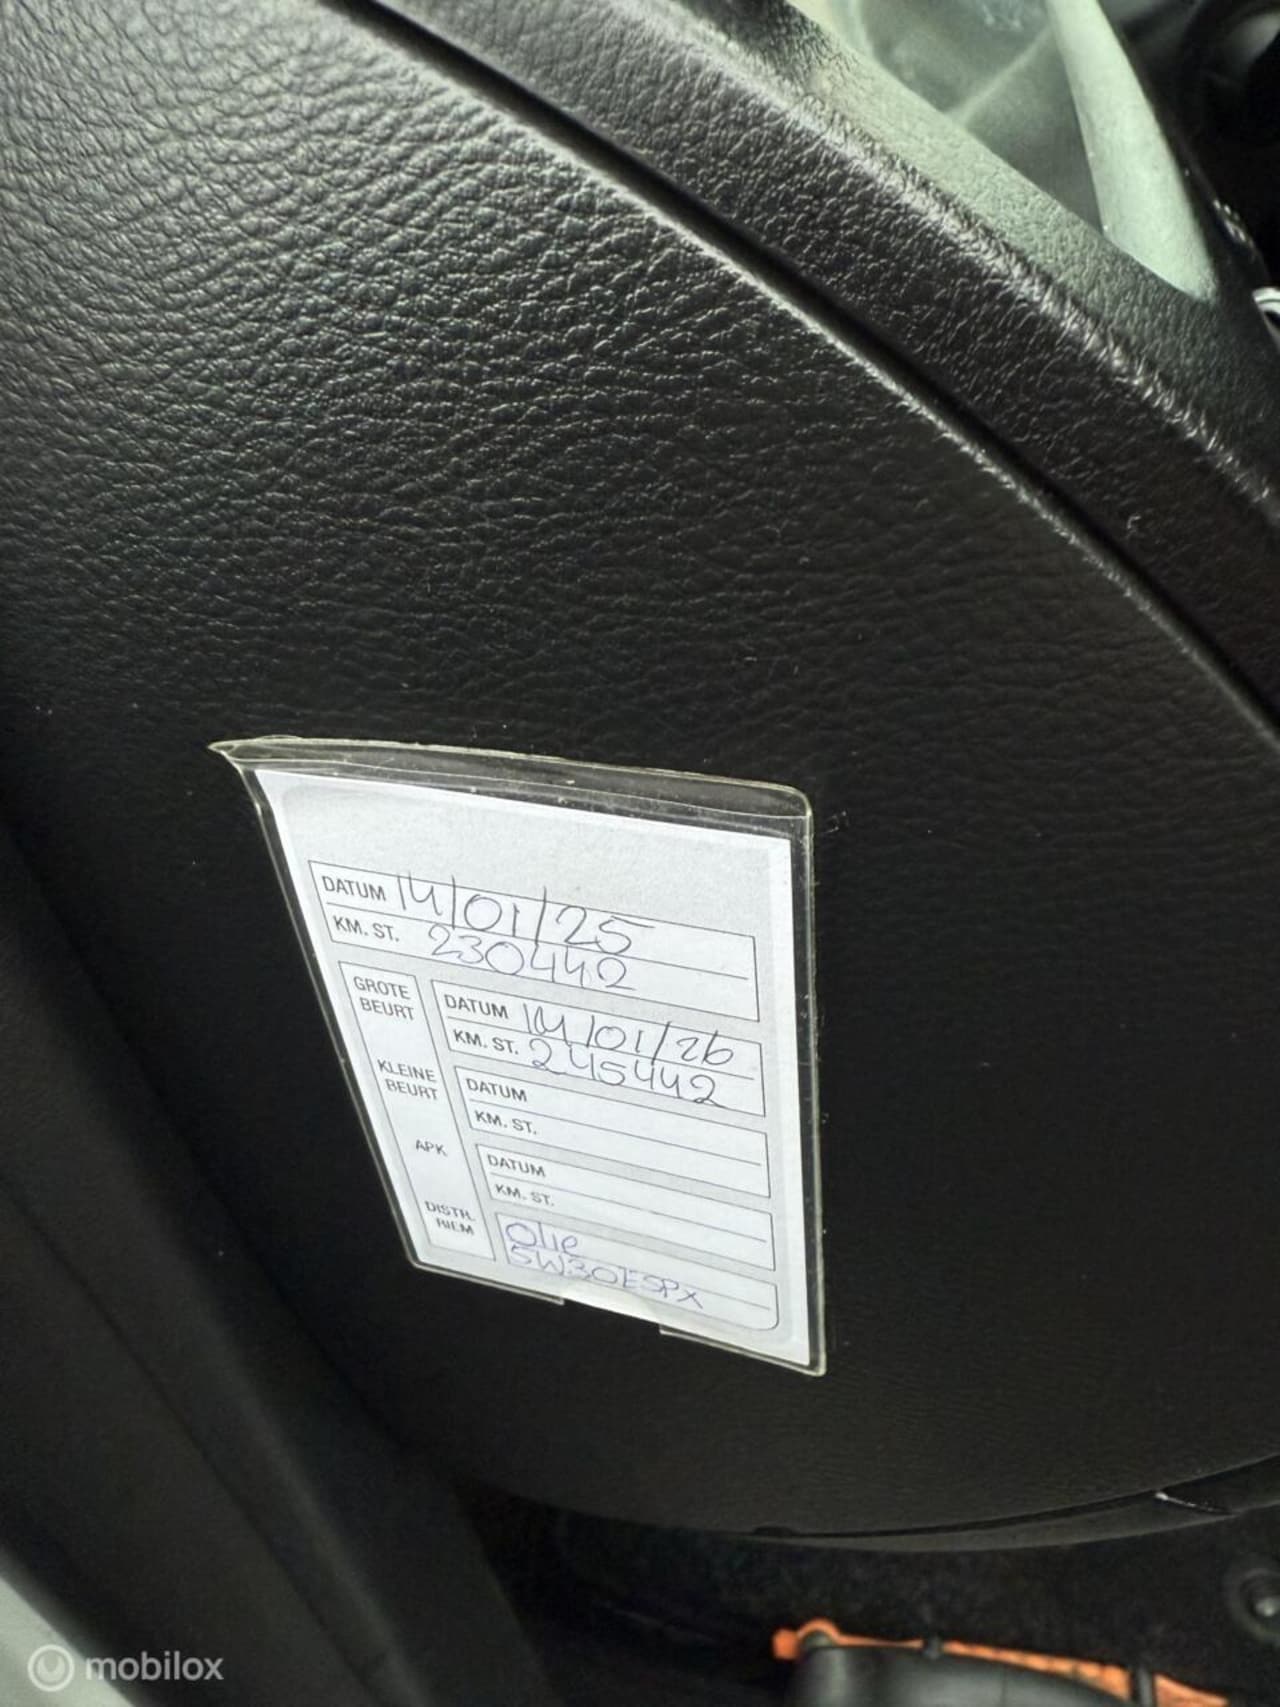 DATUM 14/01/25
KM. ST. 230442
GROTE
BEURT
DATUM 14/01/26
KM. ST. 245442
KLEINE
BEURT
DATUM
KM. ST.
APK
DATUM
KM. ST.
DISTR.
RIEM
Olie
5W30ESPX
mobilox